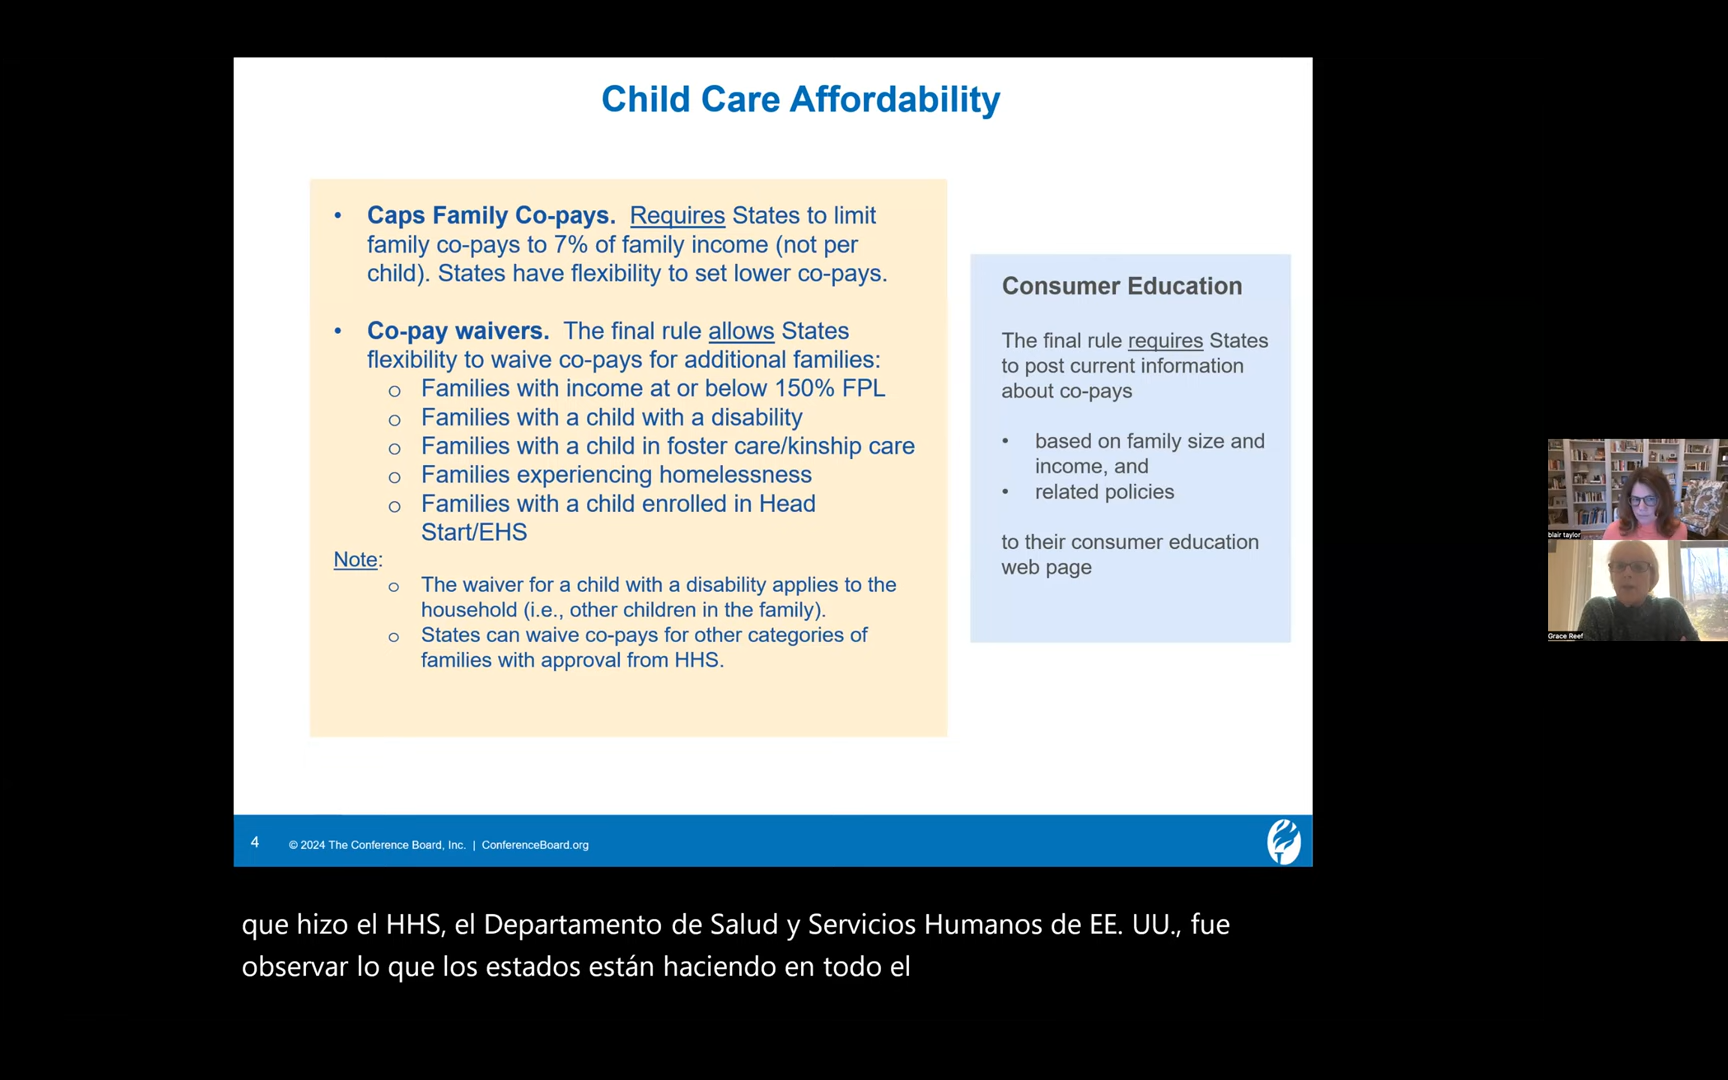 Child Care Affordability
• Caps Family Co-pays. Requires States to limit
family co-pays to 7% of family income (not per
child). States have flexibility to set lower co-pays.
• Co-pay waivers. The final rule allows States
flexibility to waive co-pays for additional families:
o Families with income at or below 150% FPL
o Families with a child with a disability
o Families with a child in foster care/kinship care
o Families experiencing homelessness
o Families with a child enrolled in Head
Start/EHS
Note:
o The waiver for a child with a disability applies to the
household (i.e., other children in the family).
o States can waive co-pays for other categories of
families with approval from HHS.
Consumer Education
The final rule requires States
to post current information
about co-pays
• based on family size and
income, and
• related policies
to their consumer education
web page
blair taylor
Grace Reef
4 © 2024 The Conference Board, Inc. | ConferenceBoard.org
que hizo el HHS, el Departamento de Salud y Servicios Humanos de EE. UU., fue
observar lo que los estados están haciendo en todo el